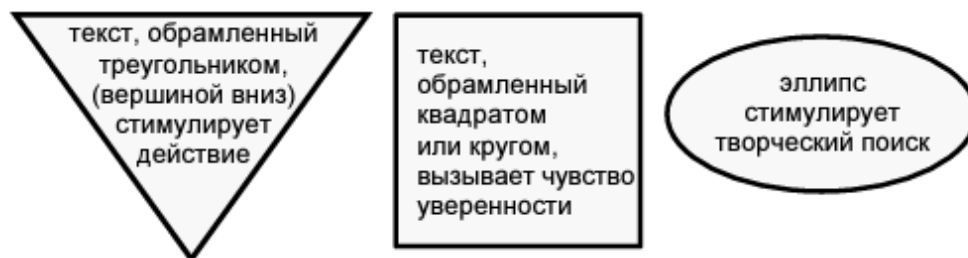 текст, обрамленный
треугольником,
(вершиной вниз)
стимулирует
действие
текст,
обрамленный
квадратом
или кругом,
вызывает чувство
уверенности
эллипс
стимулирует
творческий поиск